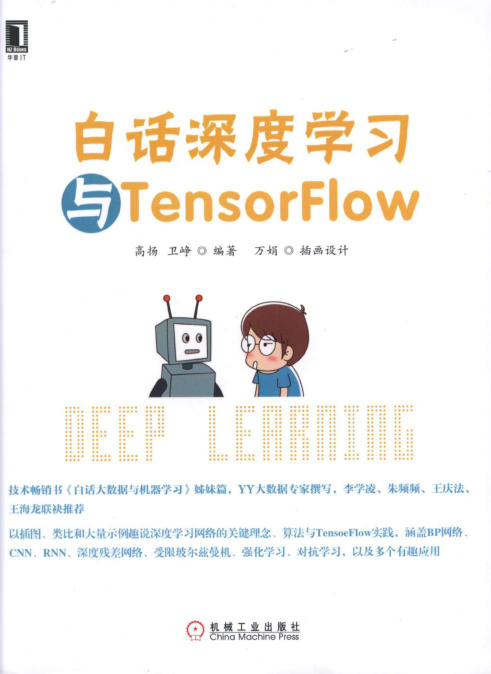 HZ Books
华章IT
白话深度学习
与TensorFlow
高扬 卫峥 ◎ 编著 万娟 ◎ 插画设计
DEEP LEARNING
技术畅销书《白话大数据与机器学习》姊妹篇，YY大数据专家撰写，李学凌、朱频频、王庆法、
王海龙联袂推荐
以插图、类比和大量示例趣说深度学习网络的关键理念、算法与TensoeFlow实践，涵盖BP网络、
CNN、RNN、深度残差网络、受限玻尔兹曼机、强化学习、对抗学习，以及多个有趣应用
机械工业出版社
China Machine Press